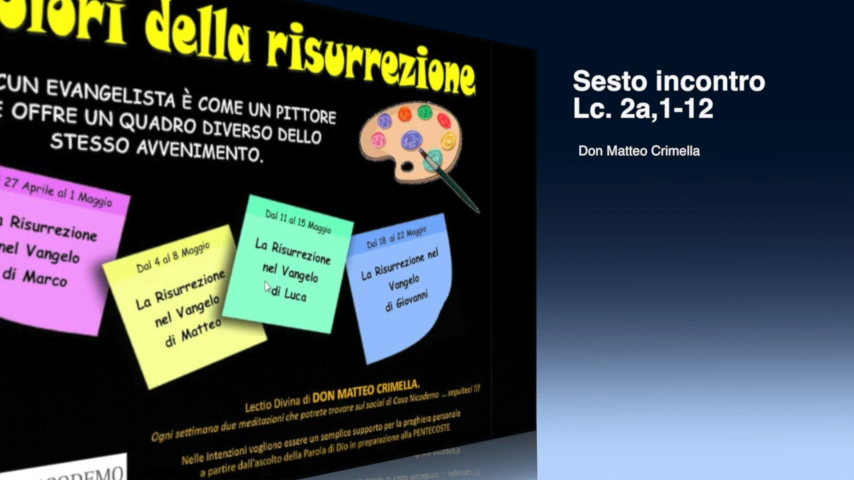 olori della risurrezione
CUN EVANGELISTA È COME UN PITTORE
E OFFRE UN QUADRO DIVERSO DELLO
STESSO AVVENIMENTO.
27 Aprile al 1 Maggio
a Risurrezione
nel Vangelo
di Marco
Dal 4 al 8 Maggio
La Risurrezione
nel Vangelo
di Matteo
Dal 11 al 15 Maggio
La Risurrezione
nel Vangelo
di Luca
Dal 18 al 22 Maggio
La Risurrezione nel
Vangelo
di Giovanni
Lectio Divina di DON MATTEO CRIMELLA.
Ogni settimana due meditazioni che potrete trovare sui social di Casa Nicodemo ... seguiteci !!!
Nelle intenzioni vogliono essere un semplice supporto per la preghiera personale
a partire dall'ascolto della Parola di Dio in preparazione alla PENTECOSTE
CODEMO
Sesto incontro
Lc. 2a,1-12
Don Matteo Crimella